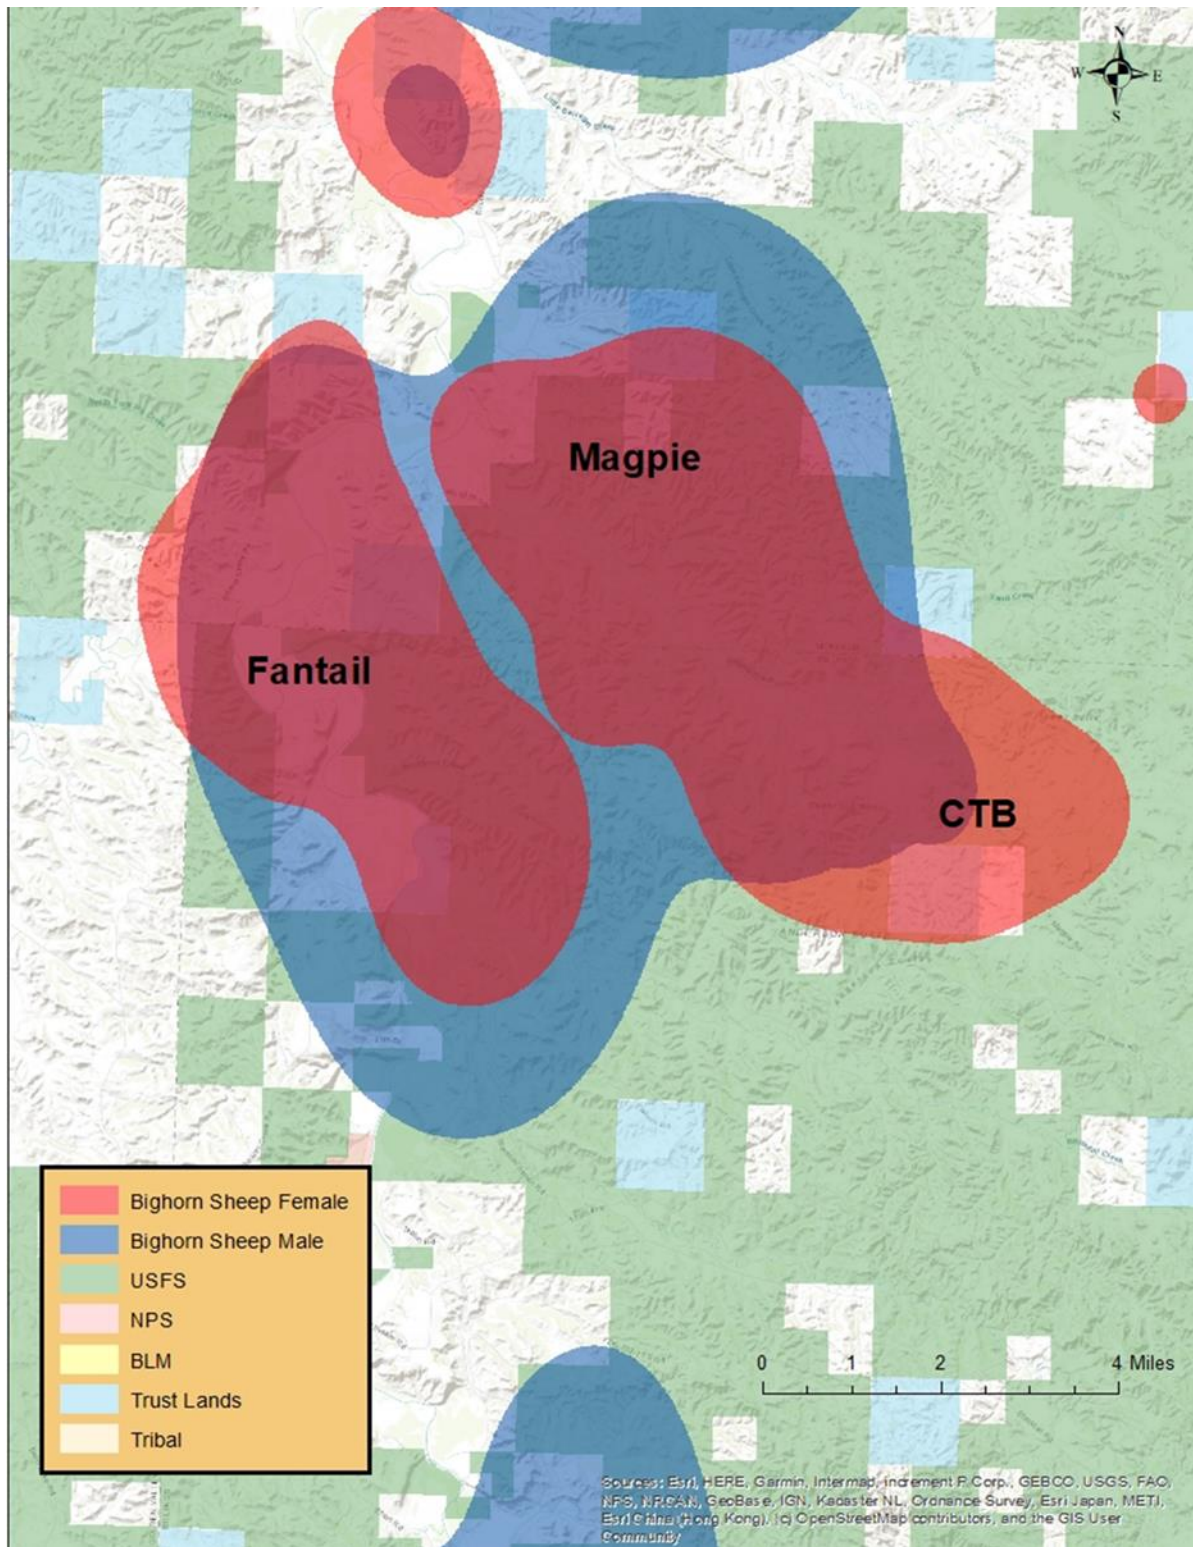 N
W E
S
Magpie
Fantail
CTB
Bighorn Sheep Female
Bighorn Sheep Male
USFS
NPS
BLM
Trust Lands
Tribal
0 1 2 4 Miles
Sources: Esri, HERE, Garmin, Intermap, increment P Corp., GEBCO, USGS, FAO,
NPS, NRCAN, GeoBase, IGN, Kadaster NL, Ordnance Survey, Esri Japan, METI,
Esri China (Hong Kong), (c) OpenStreetMap contributors, and the GIS User
Community